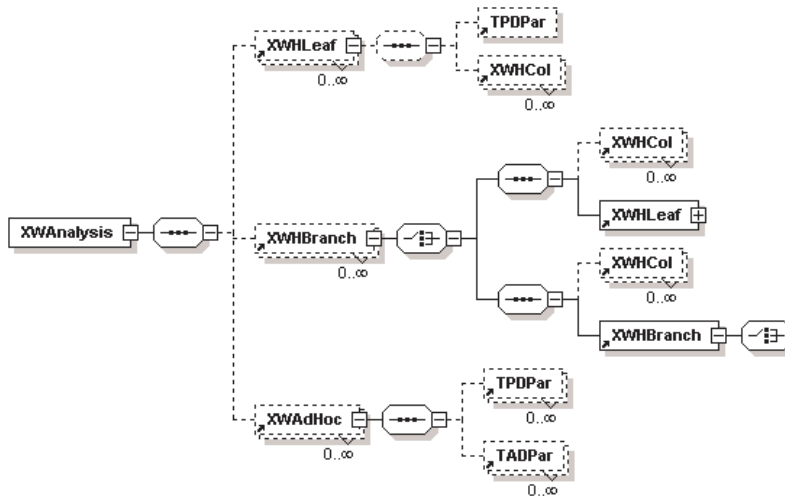 TPDPar
XWHLeaf
0..∞
XWHCol
0..∞
XWHCol
0..∞
XWHLeaf
XWAnalysis
XWHBranch
0..∞
XWHCol
0..∞
XWHBranch
TPDPar
0..∞
XWAdHoc
0..∞
TADPar
0..∞